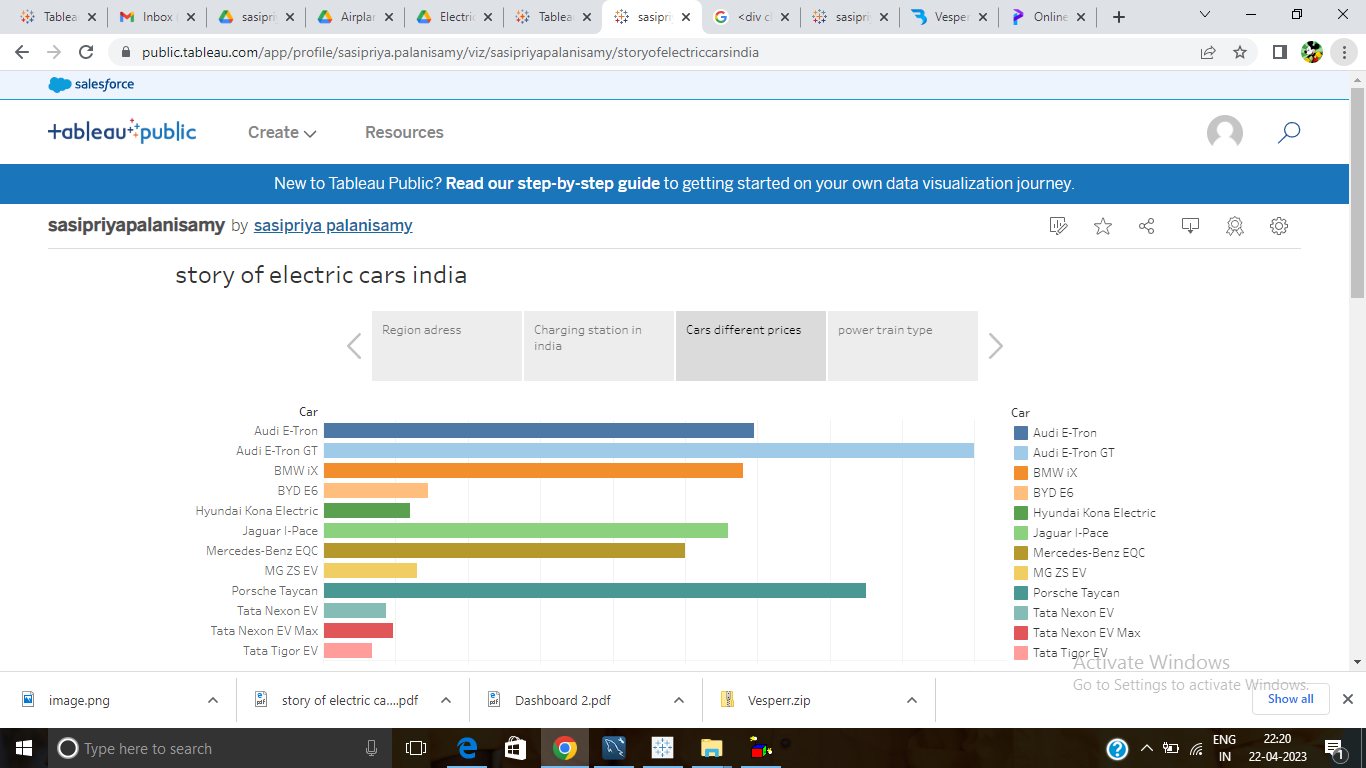 Tablea
Inbox
sasipri
Airplan
Electric
Tablea
sasipri
<div cl
sasipri
Vesper
Online
public.tableau.com/app/profile/sasipriya.palanisamy/viz/sasipriyapalanisamy/storyofelectriccarsindia
salesforce
+ableau public
Create
Resources
New to Tableau Public? Read our step-by-step guide to getting started on your own data visualization journey.
sasipriyapalanisamy by sasipriya palanisamy
story of electric cars india
Region adress
Charging station in
india
Cars different prices
power train type
Car
Audi E-Tron
Audi E-Tron GT
BMW iX
BYD E6
Hyundai Kona Electric
Jaguar I-Pace
Mercedes-Benz EQC
MG ZS EV
Porsche Taycan
Tata Nexon EV
Tata Nexon EV Max
Tata Tigor EV
Car
Audi E-Tron
Audi E-Tron GT
BMW iX
BYD E6
Hyundai Kona Electric
Jaguar I-Pace
Mercedes-Benz EQC
MG ZS EV
Porsche Taycan
Tata Nexon EV
Tata Nexon EV Max
Tata Tigor EV
Activate Windows
Go to Settings to activate Windows.
image.png
story of electric ca....pdf
Dashboard 2.pdf
Vesperr.zip
Show all
Type here to search
ENG
IN
22:20
22-04-2023
1